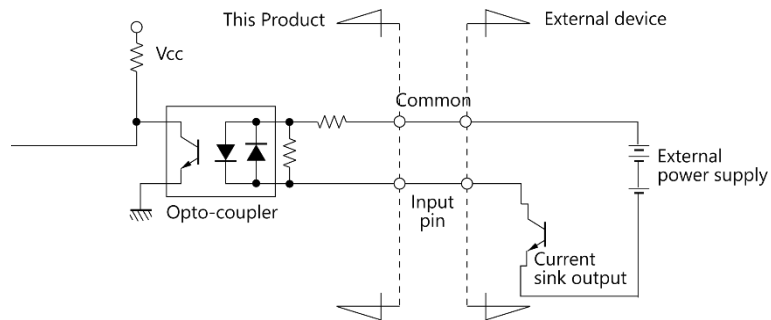 This Product
External device
Vcc
Common
External
power supply
Input
pin
Opto-coupler
Current
sink output